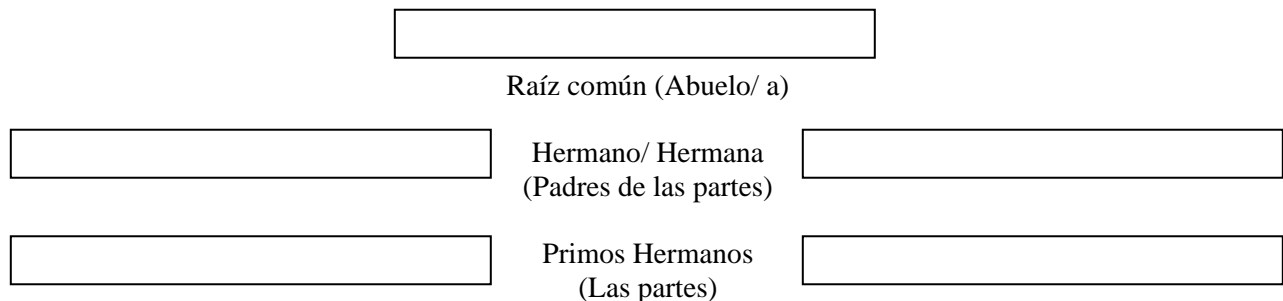 Raíz común (Abuelo/ a)
Hermano/ Hermana
(Padres de las partes)
Primos Hermanos
(Las partes)